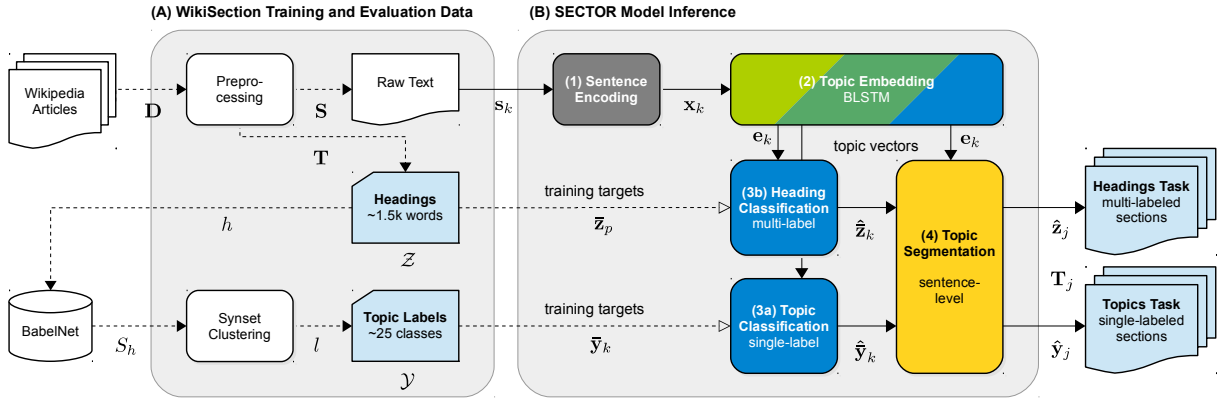 (A) WikiSection Training and Evaluation Data
(B) SECTOR Model Inference
Wikipedia
Articles
D
Prepro-
cessing
S
Raw Text
s_k
(1) Sentence
Encoding
x_k
(2) Topic Embedding
BLSTM
T
e_k
topic vectors
e_k
Headings
~1.5k words
Z
h
training targets
z̄_p
(3b) Heading
Classification
multi-label
ẑ̄_k
(4) Topic
Segmentation
sentence-
level
ẑ_j
Headings Task
multi-labeled
sections
T_j
BabelNet
S_h
Synset
Clustering
l
Topic Labels
~25 classes
Y
training targets
ȳ_k
(3a) Topic
Classification
single-label
ŷ̄_k
ŷ_j
Topics Task
single-labeled
sections